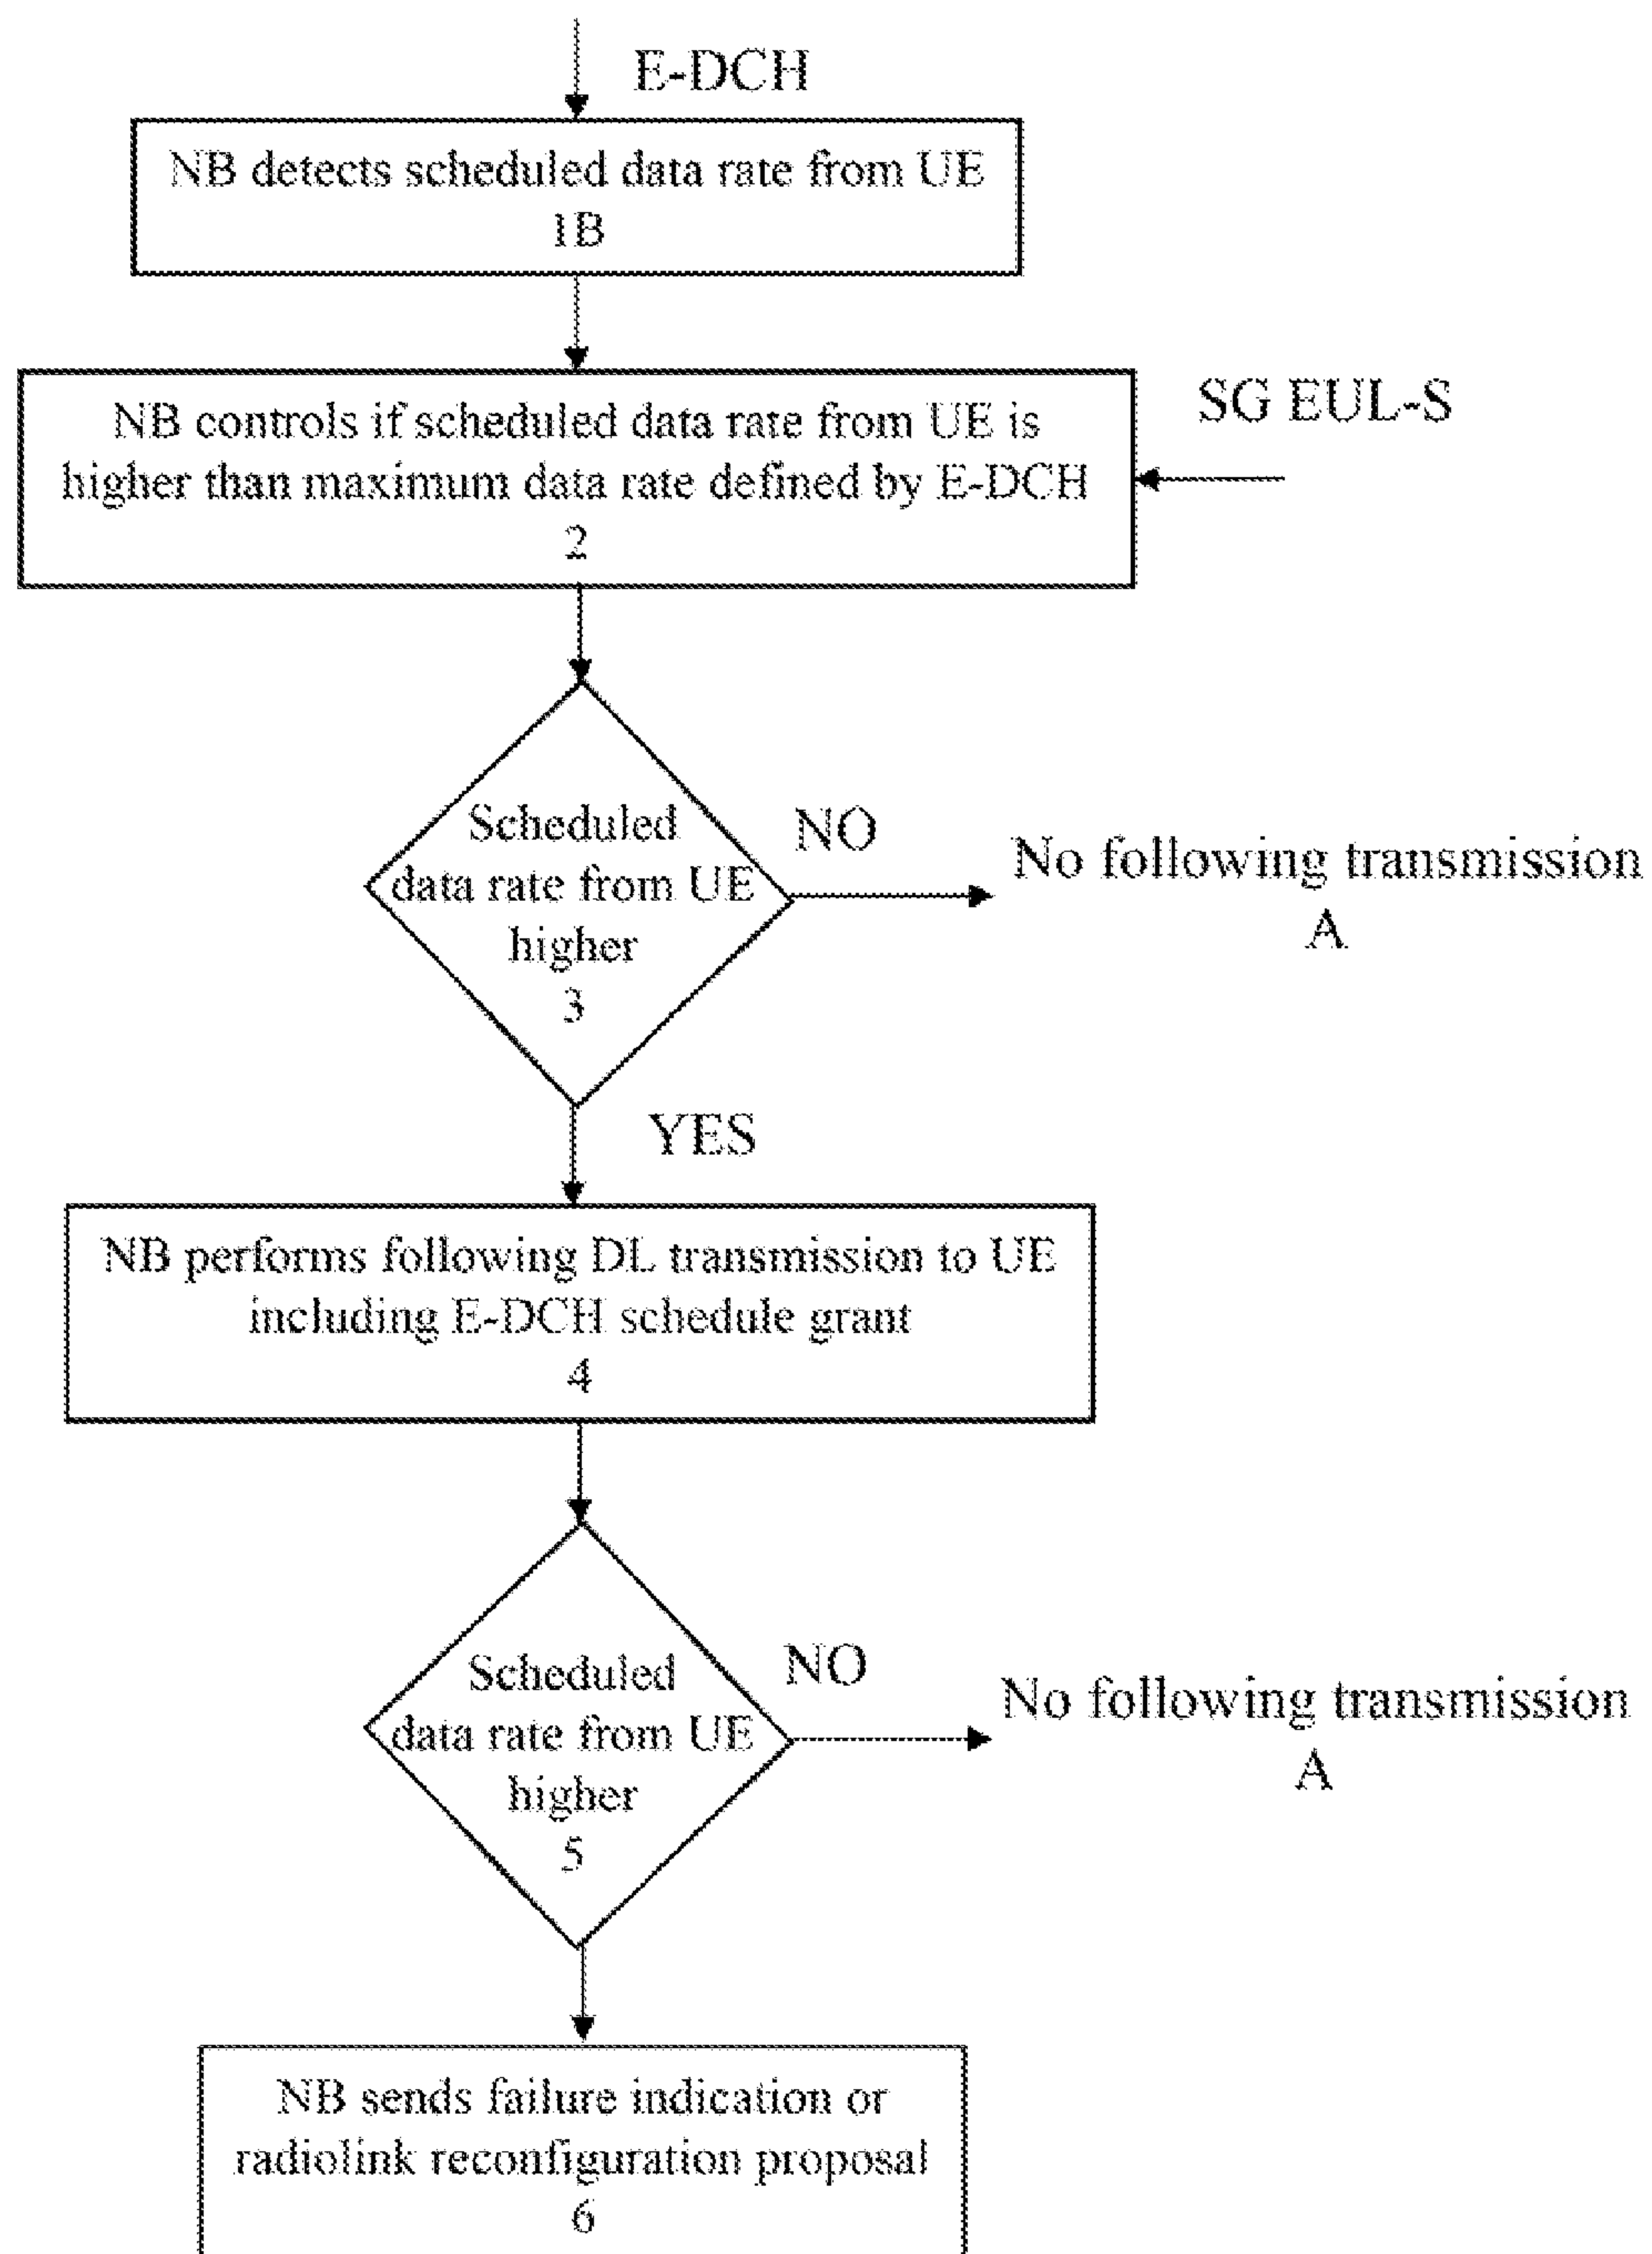 E-DCH
NB detects scheduled data rate from UE
1B
NB controls if scheduled data rate from UE is
higher than maximum data rate defined by E-DCH
2
SG EUL-S
Scheduled
data rate from UE
higher
3
NO
No following transmission
A
YES
NB performs following DL transmission to UE
including E-DCH schedule grant
4
Scheduled
data rate from UE
higher
5
NO
No following transmission
A
NB sends failure indication or
radiolink reconfiguration proposal
6